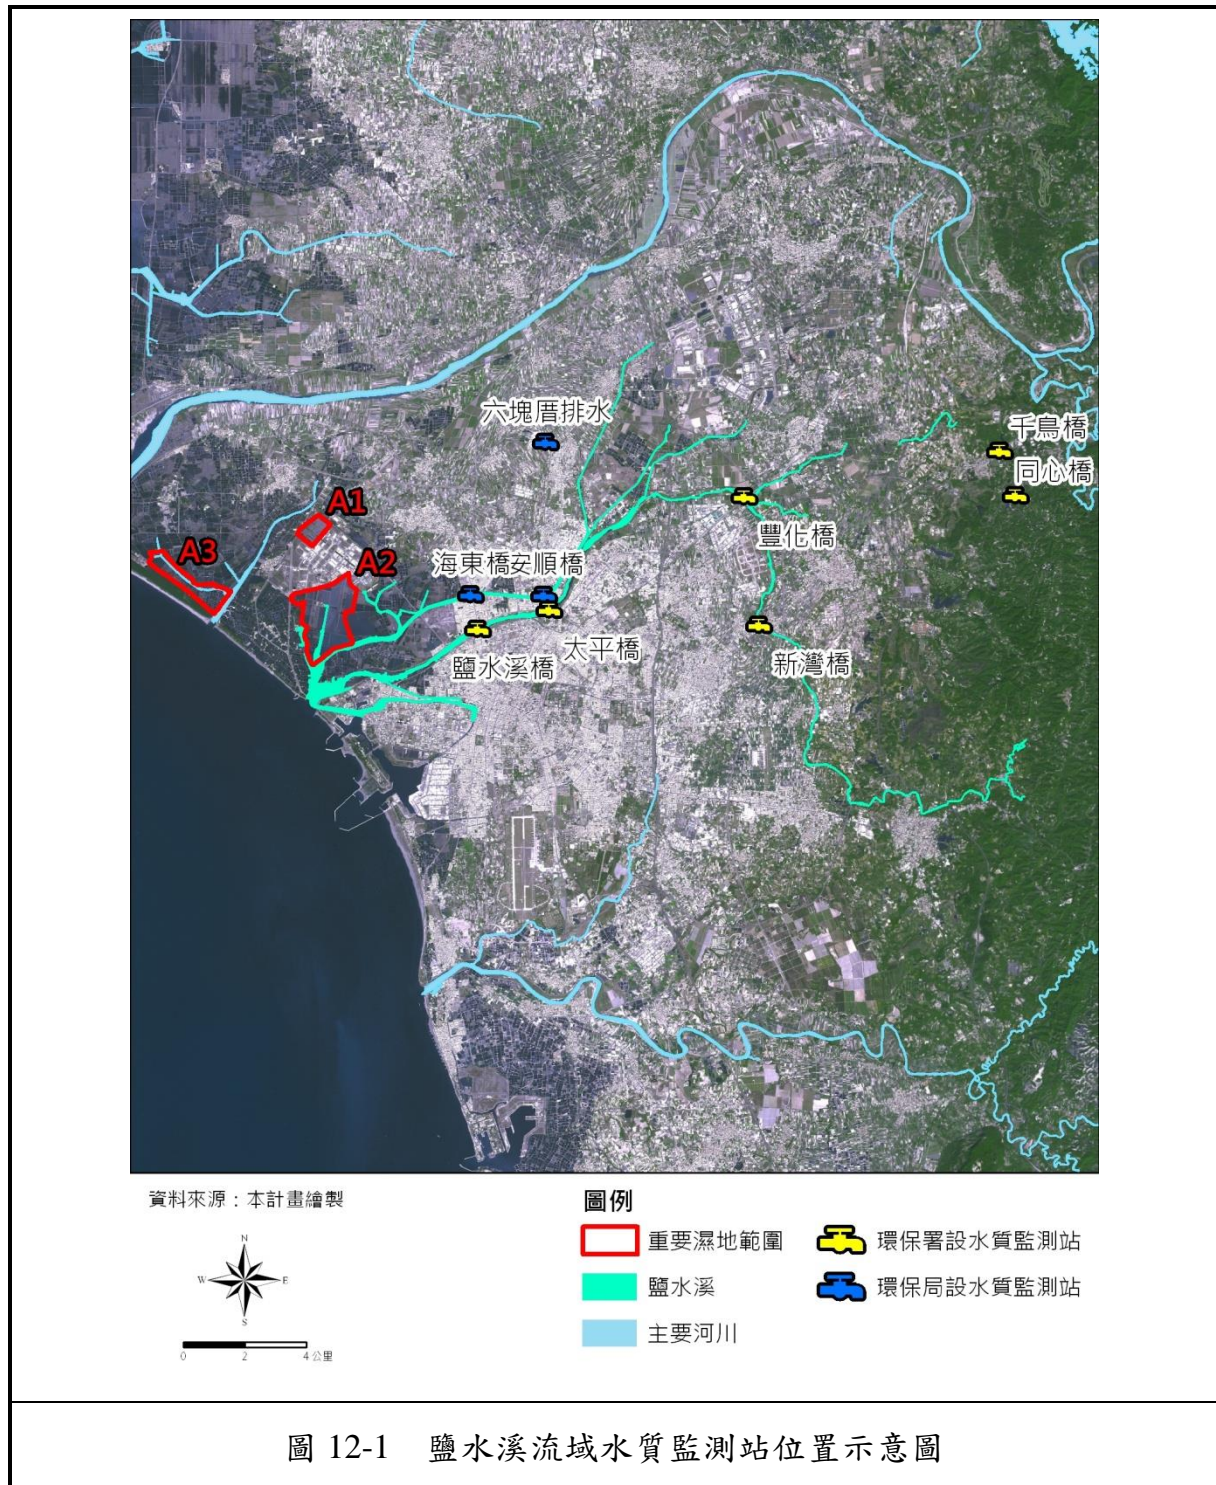 六塊厝排水
千鳥橋
同心橋
A1
豐化橋
A3
A2
海東橋安順橋
太平橋
鹽水溪橋
新灣橋
資料來源：本計畫繪製
N
W E
S
0 2 4 公里
圖例
重要濕地範圍
環保署設水質監測站
鹽水溪
環保局設水質監測站
主要河川
圖 12-1 鹽水溪流域水質監測站位置示意圖